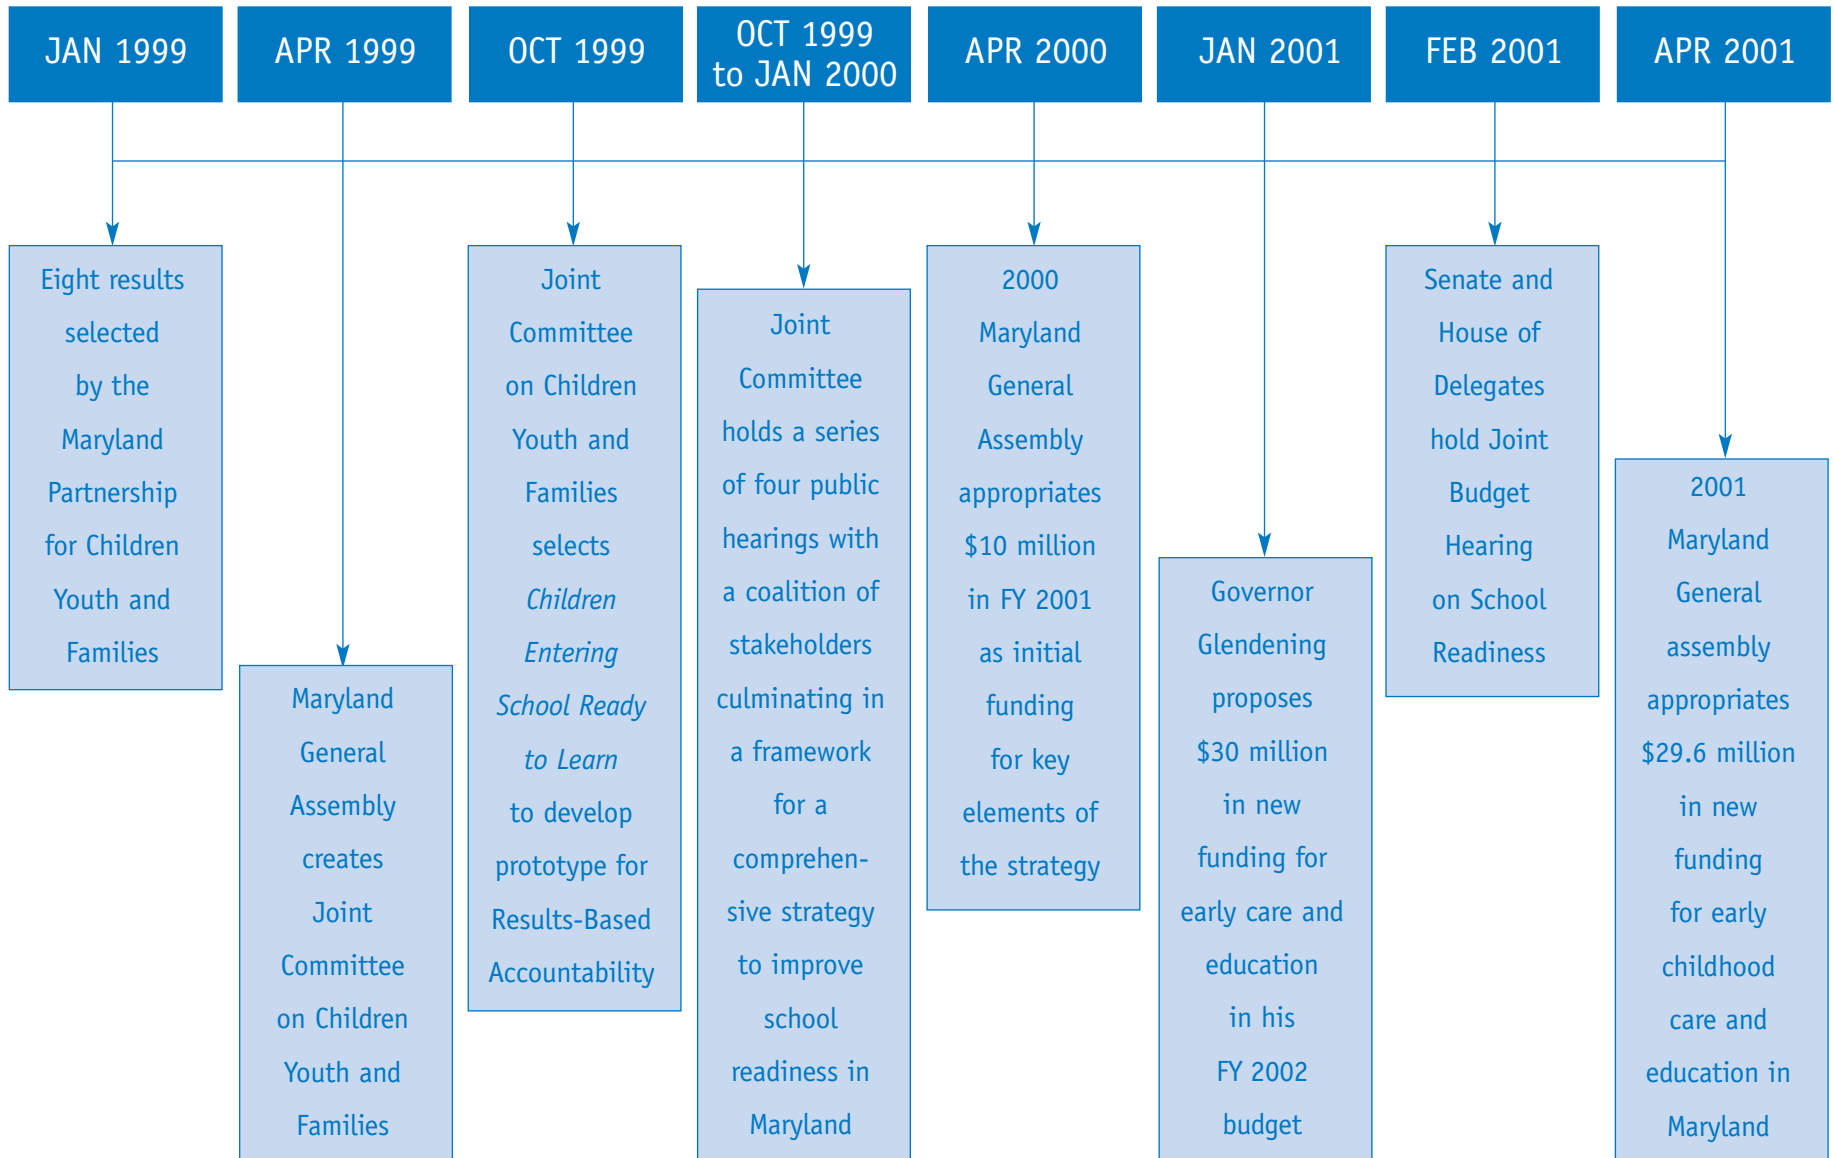 JAN 1999
APR 1999
OCT 1999
OCT 1999
to JAN 2000
APR 2000
JAN 2001
FEB 2001
APR 2001
Eight results
selected
by the
Maryland
Partnership
for Children
Youth and
Families
Maryland
General
Assembly
creates
Joint
Committee
on Children
Youth and
Families
Joint
Committee
on Children
Youth and
Families
selects
Children
Entering
School Ready
to Learn
to develop
prototype for
Results-Based
Accountability
Joint
Committee
holds a series
of four public
hearings with
a coalition of
stakeholders
culminating in
a framework
for a
comprehen-
sive strategy
to improve
school
readiness in
Maryland
2000
Maryland
General
Assembly
appropriates
$10 million
in FY 2001
as initial
funding
for key
elements of
the strategy
Governor
Glendening
proposes
$30 million
in new
funding for
early care and
education
in his
FY 2002
budget
Senate and
House of
Delegates
hold Joint
Budget
Hearing
on School
Readiness
2001
Maryland
General
assembly
appropriates
$29.6 million
in new
funding
for early
childhood
care and
education in
Maryland